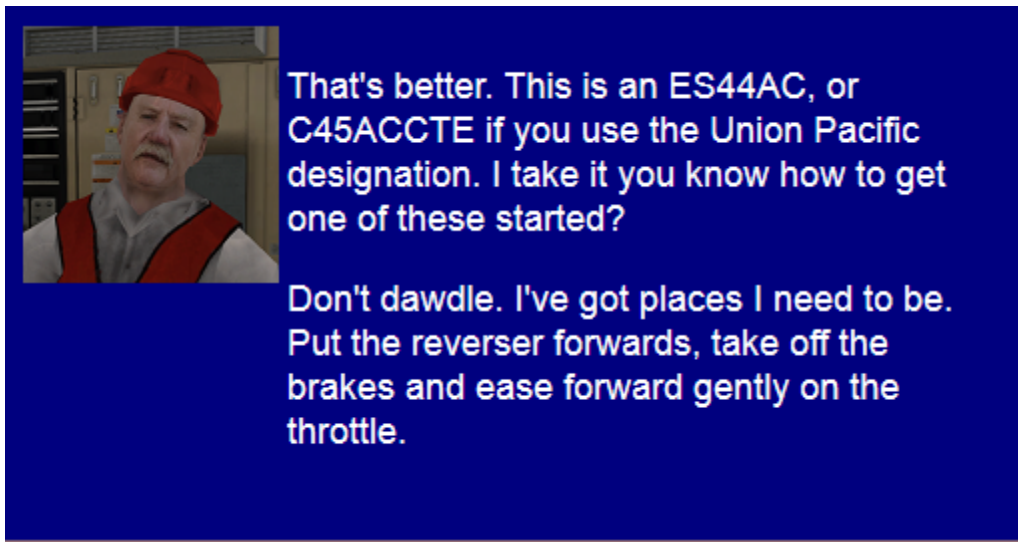 That's better. This is an ES44AC, or
C45ACCTE if you use the Union Pacific
designation. I take it you know how to get
one of these started?
Don't dawdle. I've got places I need to be.
Put the reverser forwards, take off the
brakes and ease forward gently on the
throttle.